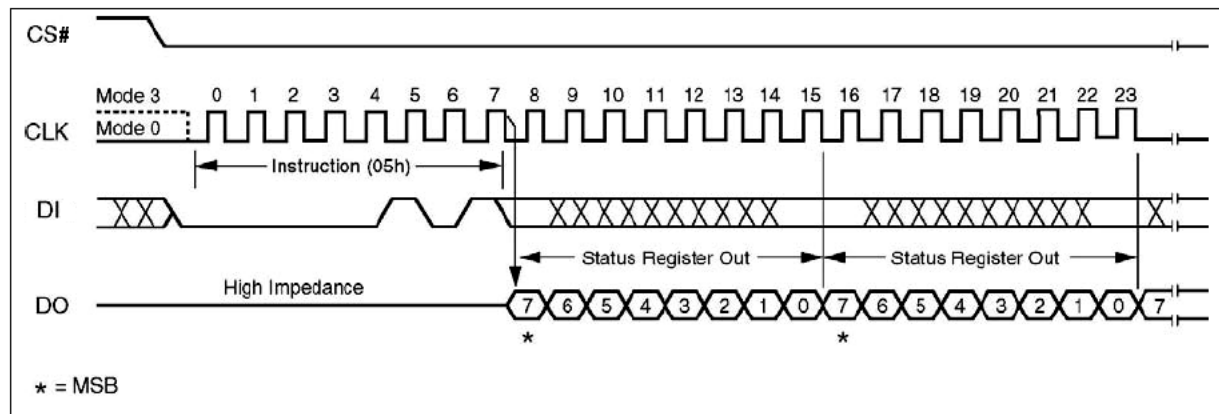 CS#
Mode 3 0 1 2 3 4 5 6 7 8 9 10 11 12 13 14 15 16 17 18 19 20 21 22 23
CLK Mode 0
Instruction (05h)
DI
Status Register Out Status Register Out
High Impedance
DO 7 6 5 4 3 2 1 0 7 6 5 4 3 2 1 0 7
* *
* = MSB